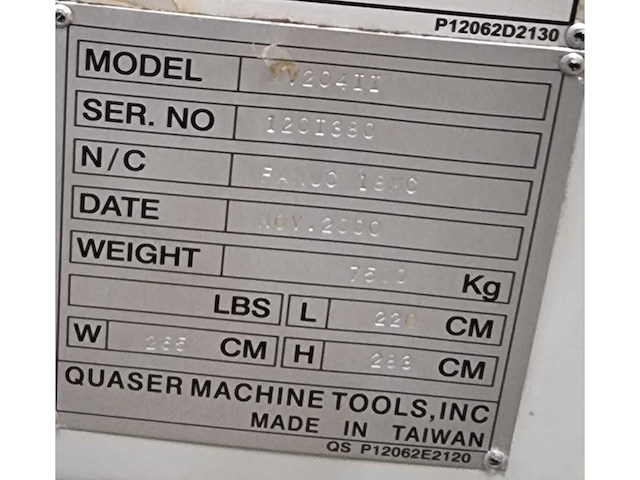 P12062D2130
MODEL MV204II
SER. NO 120I380
N/C FANUC
DATE NOV.2000
WEIGHT Kg
LBS L CM
W CM H CM
QUASER MACHINE TOOLS,INC
MADE IN TAIWAN
QS P12062E2120